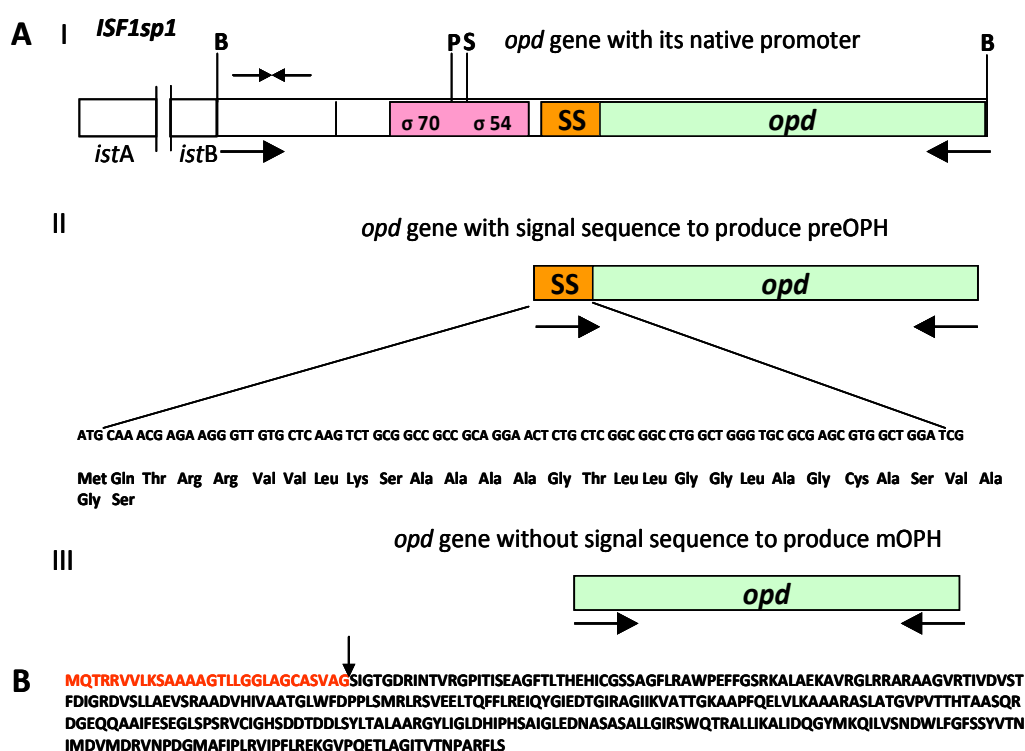 A I ISF1sp1
B P S opd gene with its native promoter B
σ 70 σ 54 SS opd
istA istB
II
opd gene with signal sequence to produce preOPH
SS opd
ATG CAA ACG AGA AGG GTT GTG CTC AAG TCT GCG GCC GCC GCA GGA ACT CTG CTC GGC GGC CTG GCT GGG TGC GCG AGC GTG GCT GGA TCG
Met Gln Thr Arg Arg Val Val Leu Lys Ser Ala Ala Ala Ala Gly Thr Leu Leu Gly Gly Leu Ala Gly Cys Ala Ser Val Ala
Gly Ser
opd gene without signal sequence to produce mOPH
III
opd
B MQTRRVVLKSAAAAGTLLGGLAGCASVAGSIGTGDRINTVRGPITISEAGFTLTHEHICGSSAGFLRAWPEFFGSRKALAEKAVRGLRRARAAGVRTIVDVST
FDIGRDVSLLAEVSRAADVHIVAATGLWFDPPLSMRLRSVEELTQFFLREIQYGIEDTGIRAGIIKVATTGKAAPFQELVLKAAARASLATGVPVTTHTAASQR
DGEQQAAIFESEGLSPSRVCIGHSDDTDDLSYLTALAARGYLIGLDHIPHSAIGLEDNASASALLGIRSWQTRALLIKALIDQGYMKQILVSNDWLFGFSSYVTN
IMDVMDRVNPDGMAFIPLRVIPFLREKGVPQETLAGITVTNPARFLS